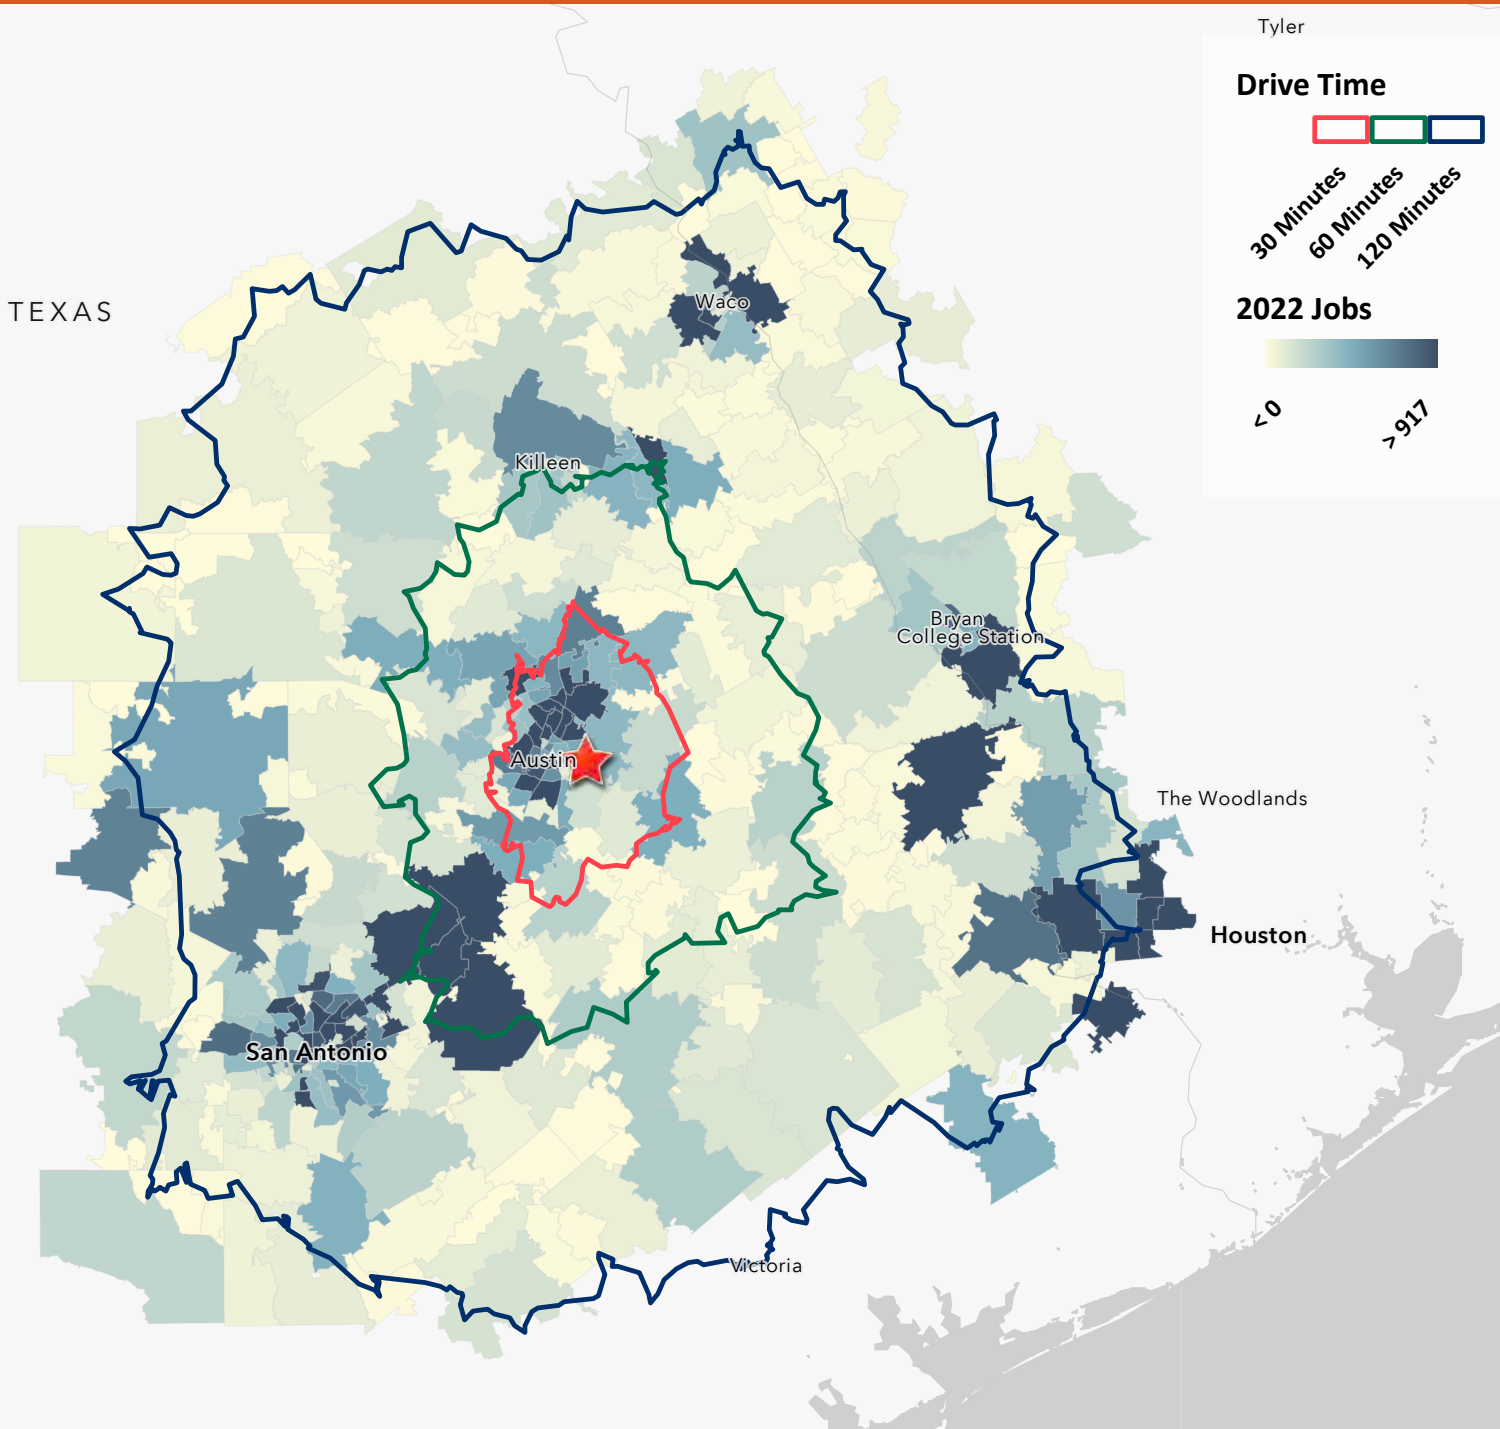 Tyler
Drive Time
30 Minutes
60 Minutes
120 Minutes
TEXAS
2022 Jobs
< 0
> 917
Waco
Killeen
Bryan
College Station
Austin
The Woodlands
Houston
San Antonio
Victoria